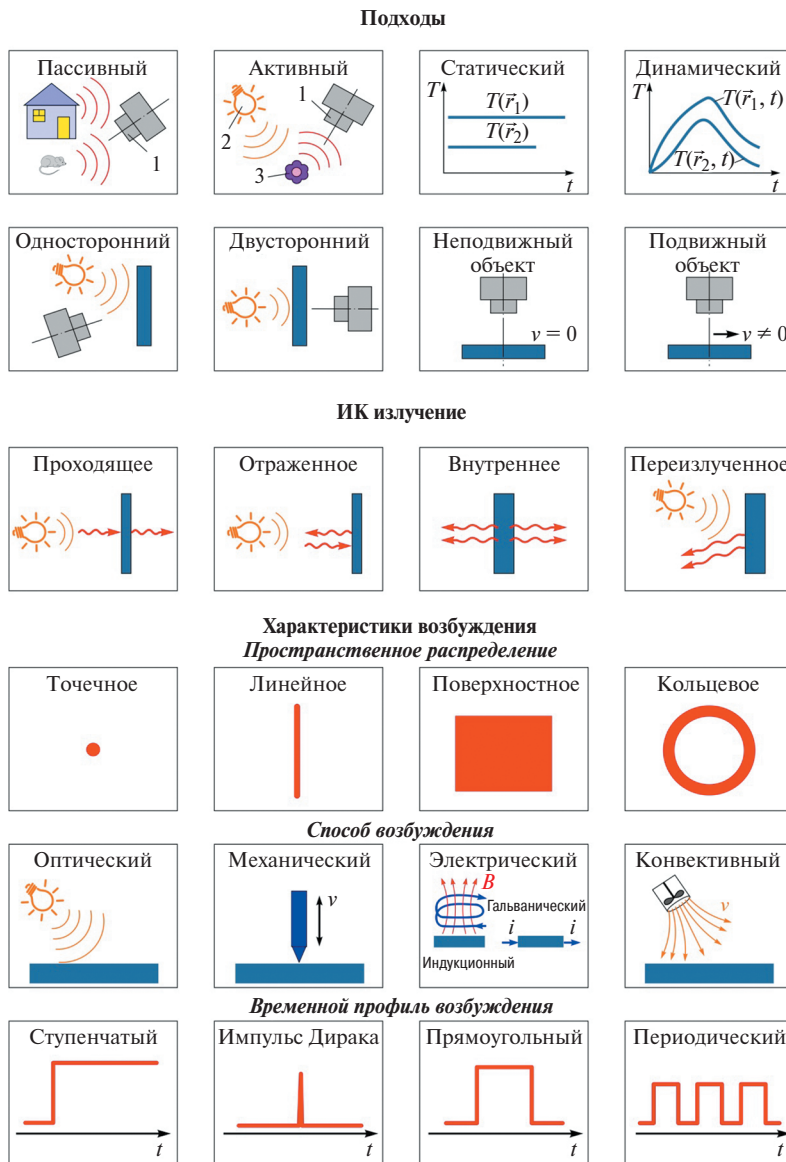 Подходы
Пассивный
1
Активный
1
2
3
Статический
T
T(r⃗₁)
T(r⃗₂)
t
Динамический
T
T(r⃗₁, t)
T(r⃗₂, t)
t
Односторонний
Двусторонний
Неподвижный
объект
v = 0
Подвижный
объект
v ≠ 0
ИК излучение
Проходящее
Отраженное
Внутреннее
Переизлученное
Характеристики возбуждения
Пространственное распределение
Точечное
Линейное
Поверхностное
Кольцевое
Способ возбуждения
Оптический
Механический
v
Электрический
B
Гальванический
i
i
Индукционный
Конвективный
v
Временной профиль возбуждения
Ступенчатый
t
Импульс Дирака
t
Прямоугольный
t
Периодический
t